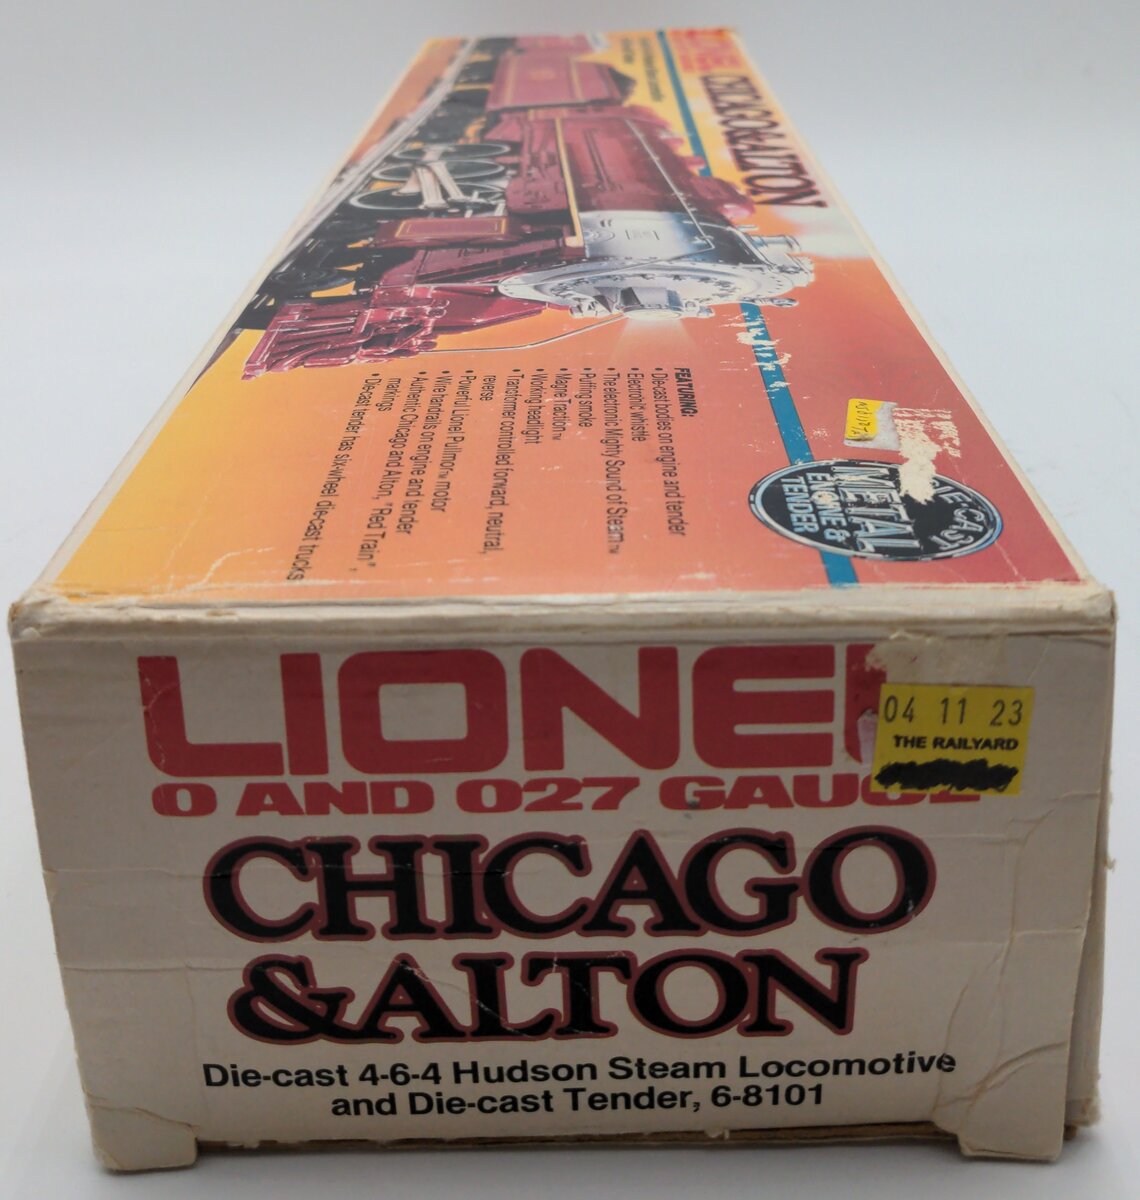 CHICAGO & ALTON
FEATURING:
• Die-cast bodies on engine and tender
• Electronic whistle
• The electronic Mighty Sound of Steam™
• Puffing smoke
• Magne Traction™
• Working headlight
• Transformer controlled forward, neutral,
reverse
• Powerful Lionel Pullmor™ motor
• Wire handrails on engine and tender
• Authentic Chicago and Alton, "Red Train",
markings
• Die-cast tender has six-wheel die-cast trucks
DIE-CAST
METAL
ENGINE &
TENDER
LIONEL
04 11 23
THE RAILYARD
O AND 027 GAUGE
CHICAGO
& ALTON
Die-cast 4-6-4 Hudson Steam Locomotive
and Die-cast Tender, 6-8101